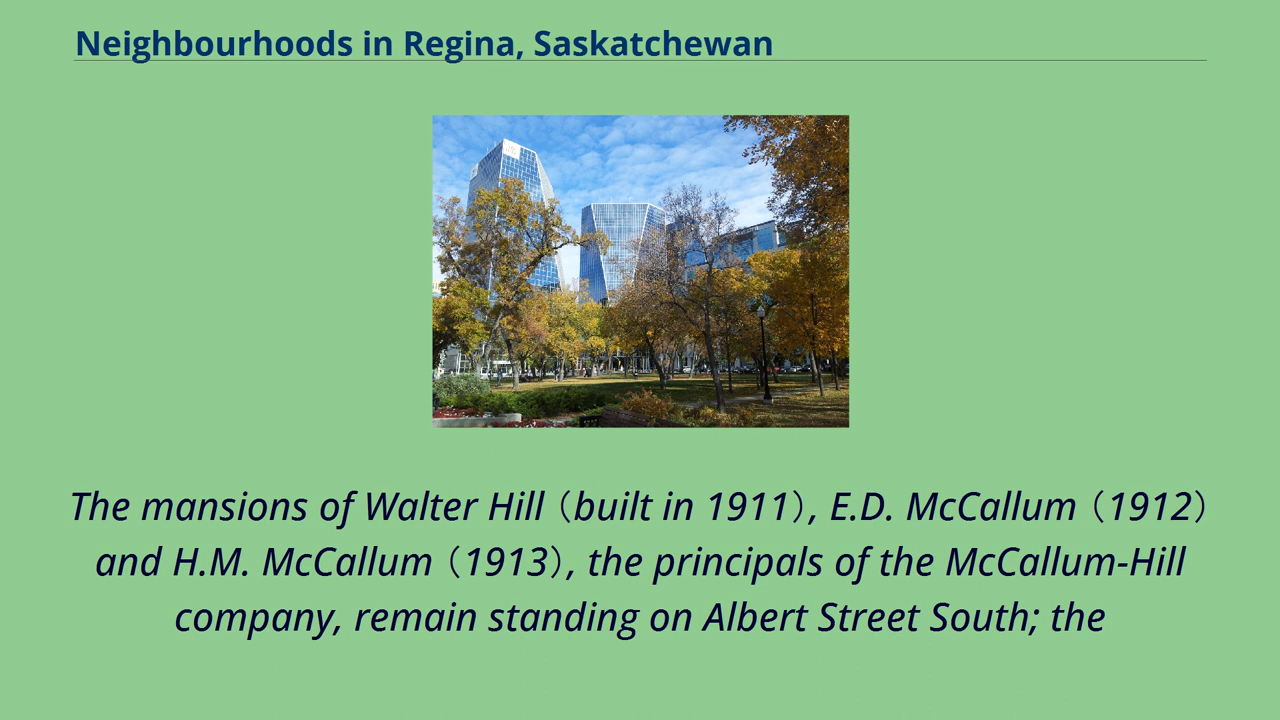 Neighbourhoods in Regina, Saskatchewan
The mansions of Walter Hill (built in 1911), E.D. McCallum (1912)
and H.M. McCallum (1913), the principals of the McCallum-Hill
company, remain standing on Albert Street South; the